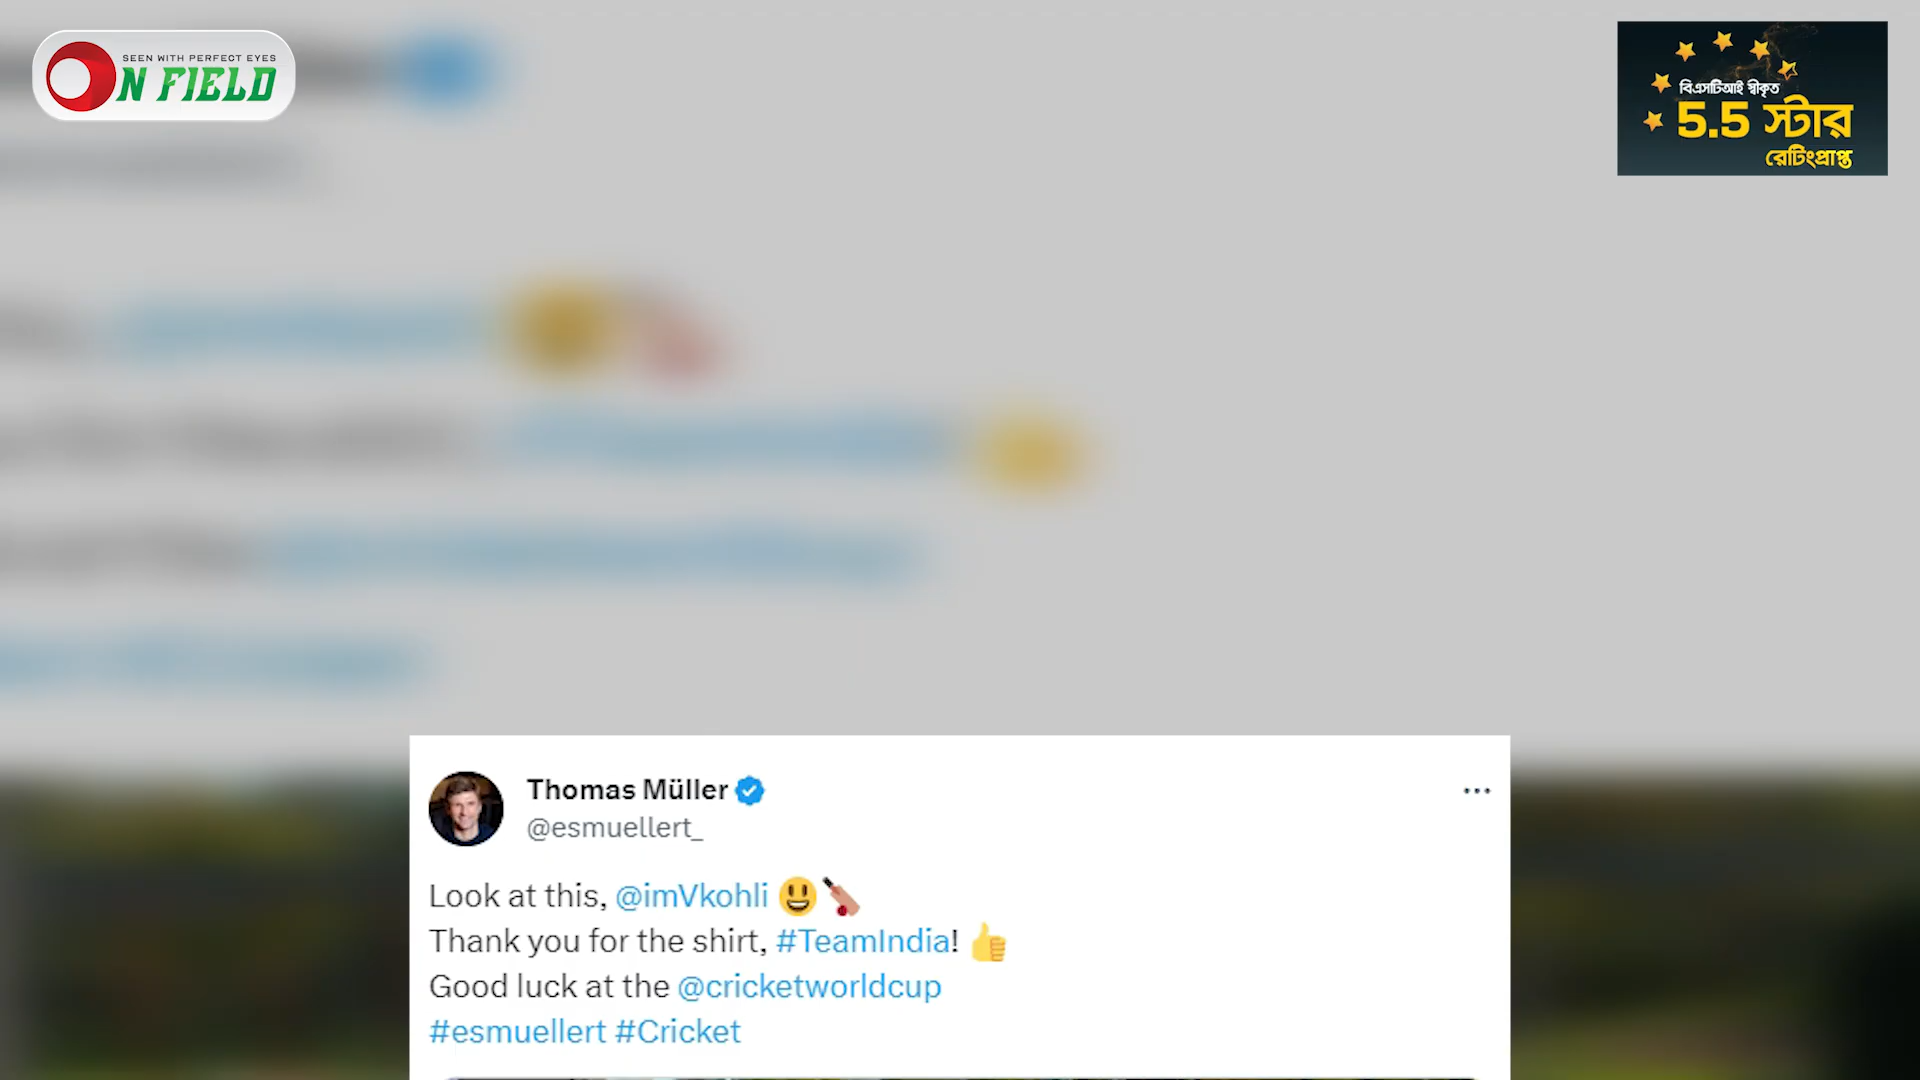 SEEN WITH PERFECT EYES
ON FIELD
বিএসটিআই স্বীকৃত
5.5 স্টার
রেটিংপ্রাপ্ত
Thomas Müller
@esmuellert_
Look at this, @imVkohli 😃🏏
Thank you for the shirt, #TeamIndia! 👍
Good luck at the @cricketworldcup
#esmuellert #Cricket